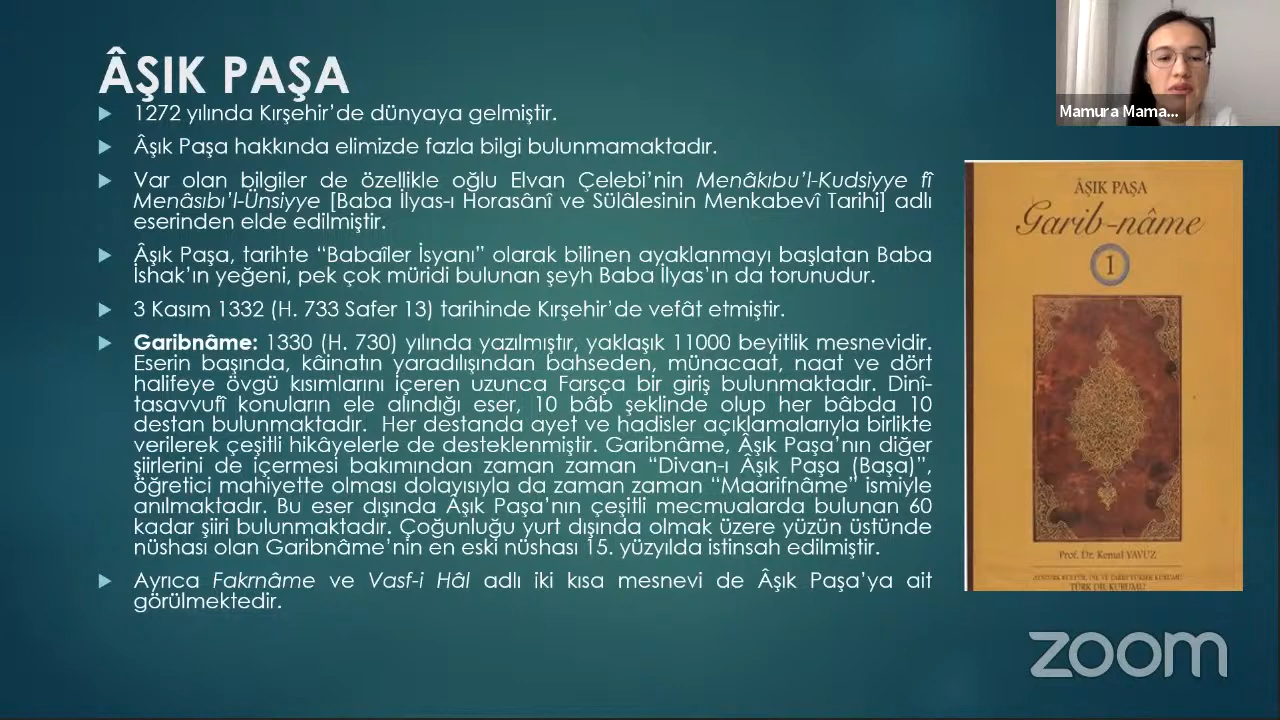 ÂŞIK PAŞA
1272 yılında Kırşehir’de dünyaya gelmiştir.
Âşık Paşa hakkında elimizde fazla bilgi bulunmamaktadır.
Var olan bilgiler de özellikle oğlu Elvan Çelebi’nin Menâkıbu’l-Kudsiyye fî
Menâsıbı’l-Ünsiyye [Baba İlyas-ı Horasânî ve Sülâlesinin Menkabevî Tarihi] adlı
eserinden elde edilmiştir.
Âşık Paşa, tarihte “Babaîler İsyanı” olarak bilinen ayaklanmayı başlatan Baba
İshak’ın yeğeni, pek çok müridi bulunan şeyh Baba İlyas’ın da torunudur.
3 Kasım 1332 (H. 733 Safer 13) tarihinde Kırşehir’de vefât etmiştir.
Garibnâme: 1330 (H. 730) yılında yazılmıştır, yaklaşık 11000 beyitlik mesnevidir.
Eserin başında, kâinatın yaradılışından bahseden, münacaat, naat ve dört
halifeye övgü kısımlarını içeren uzunca Farsça bir giriş bulunmaktadır. Dinî-
tasavvufî konuların ele alındığı eser, 10 bâb şeklinde olup her bâbda 10
destan bulunmaktadır. Her destanda ayet ve hadisler açıklamalarıyla birlikte
verilerek çeşitli hikâyelerle de desteklenmiştir. Garibnâme, Âşık Paşa’nın diğer
şiirlerini de içermesi bakımından zaman zaman “Divan-ı Âşık Paşa (Başa)”,
öğretici mahiyette olması dolayısıyla da zaman zaman “Maarifnâme” ismiyle
anılmaktadır. Bu eser dışında Âşık Paşa’nın çeşitli mecmualarda bulunan 60
kadar şiiri bulunmaktadır. Çoğunluğu yurt dışında olmak üzere yüzün üstünde
nüshası olan Garibnâme’nin en eski nüshası 15. yüzyılda istinsah edilmiştir.
Ayrıca Fakrnâme ve Vasf-i Hâl adlı iki kısa mesnevi de Âşık Paşa’ya ait
görülmektedir.
Mamura Mama...
ÂŞIK PAŞA
Garib-nâme
1
Prof. Dr. Kemal YAVUZ
ATATÜRK KÜLTÜR, DİL VE TARİH YÜKSEK KURUMU
TÜRK DİL KURUMU
zoom